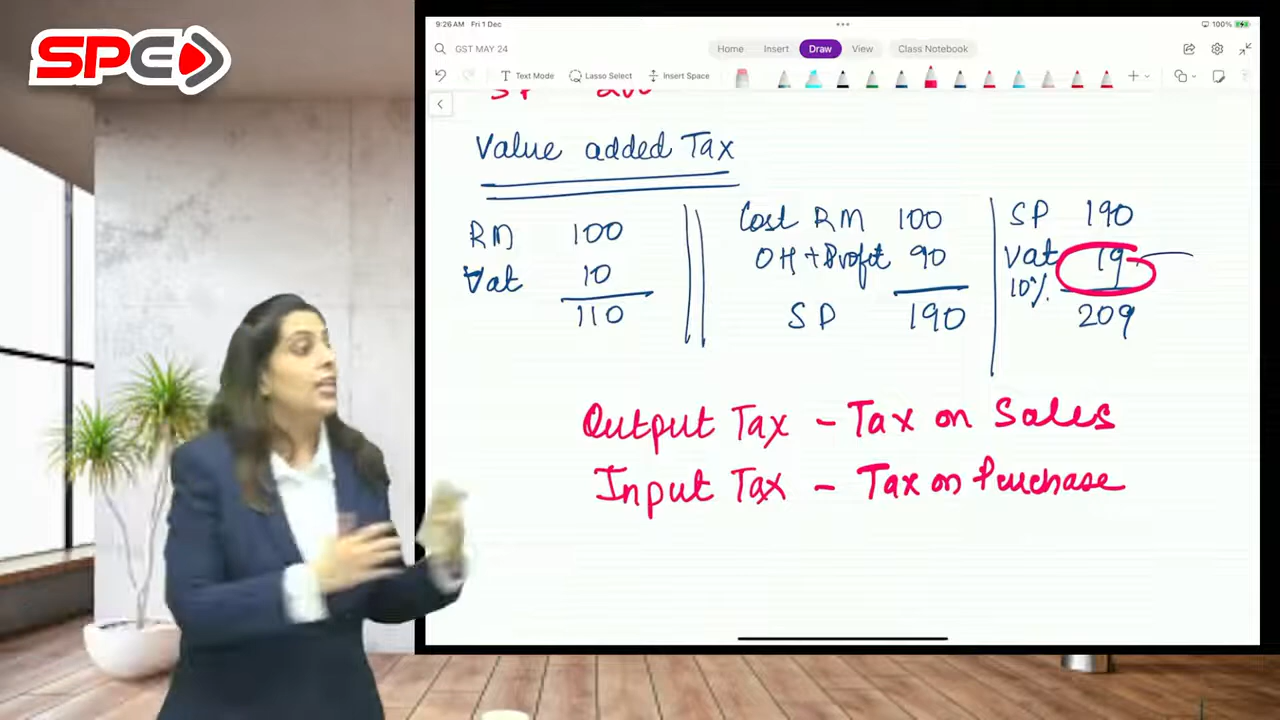 SPE
9:26 AM Fri 1 Dec
100%
GST MAY 24
Home Insert Draw View Class Notebook
Text Mode Lasso Select Insert Space
SP 200
Value added Tax
RM 100
Vat 10
110
Cost RM 100
OH + Profit 90
SP 190
SP 190
Vat 19
10%
209
Output Tax - Tax on Sales
Input Tax - Tax on Purchase